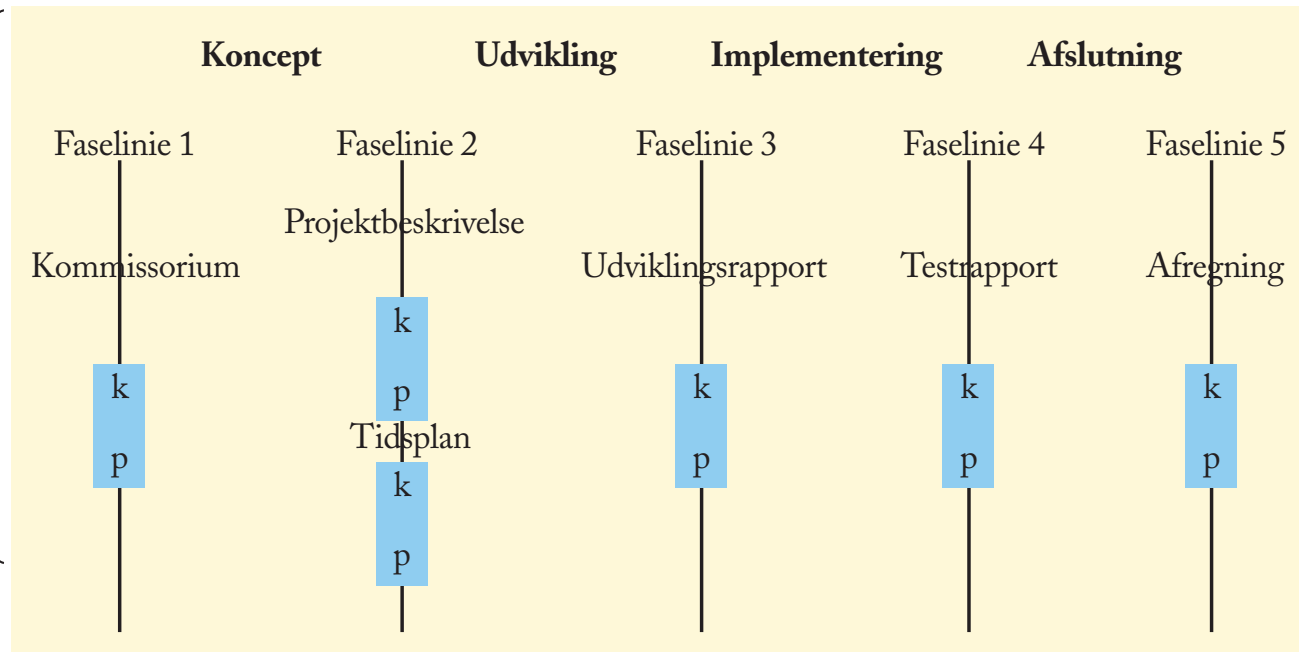 Koncept Udvikling Implementering Afslutning
Faselinie 1 Faselinie 2 Faselinie 3 Faselinie 4 Faselinie 5
Projektbeskrivelse
Kommissorium Udviklingsrapport Testrapport Afregning
k
k k k k
p
Tidsplan
p p p p
k
p